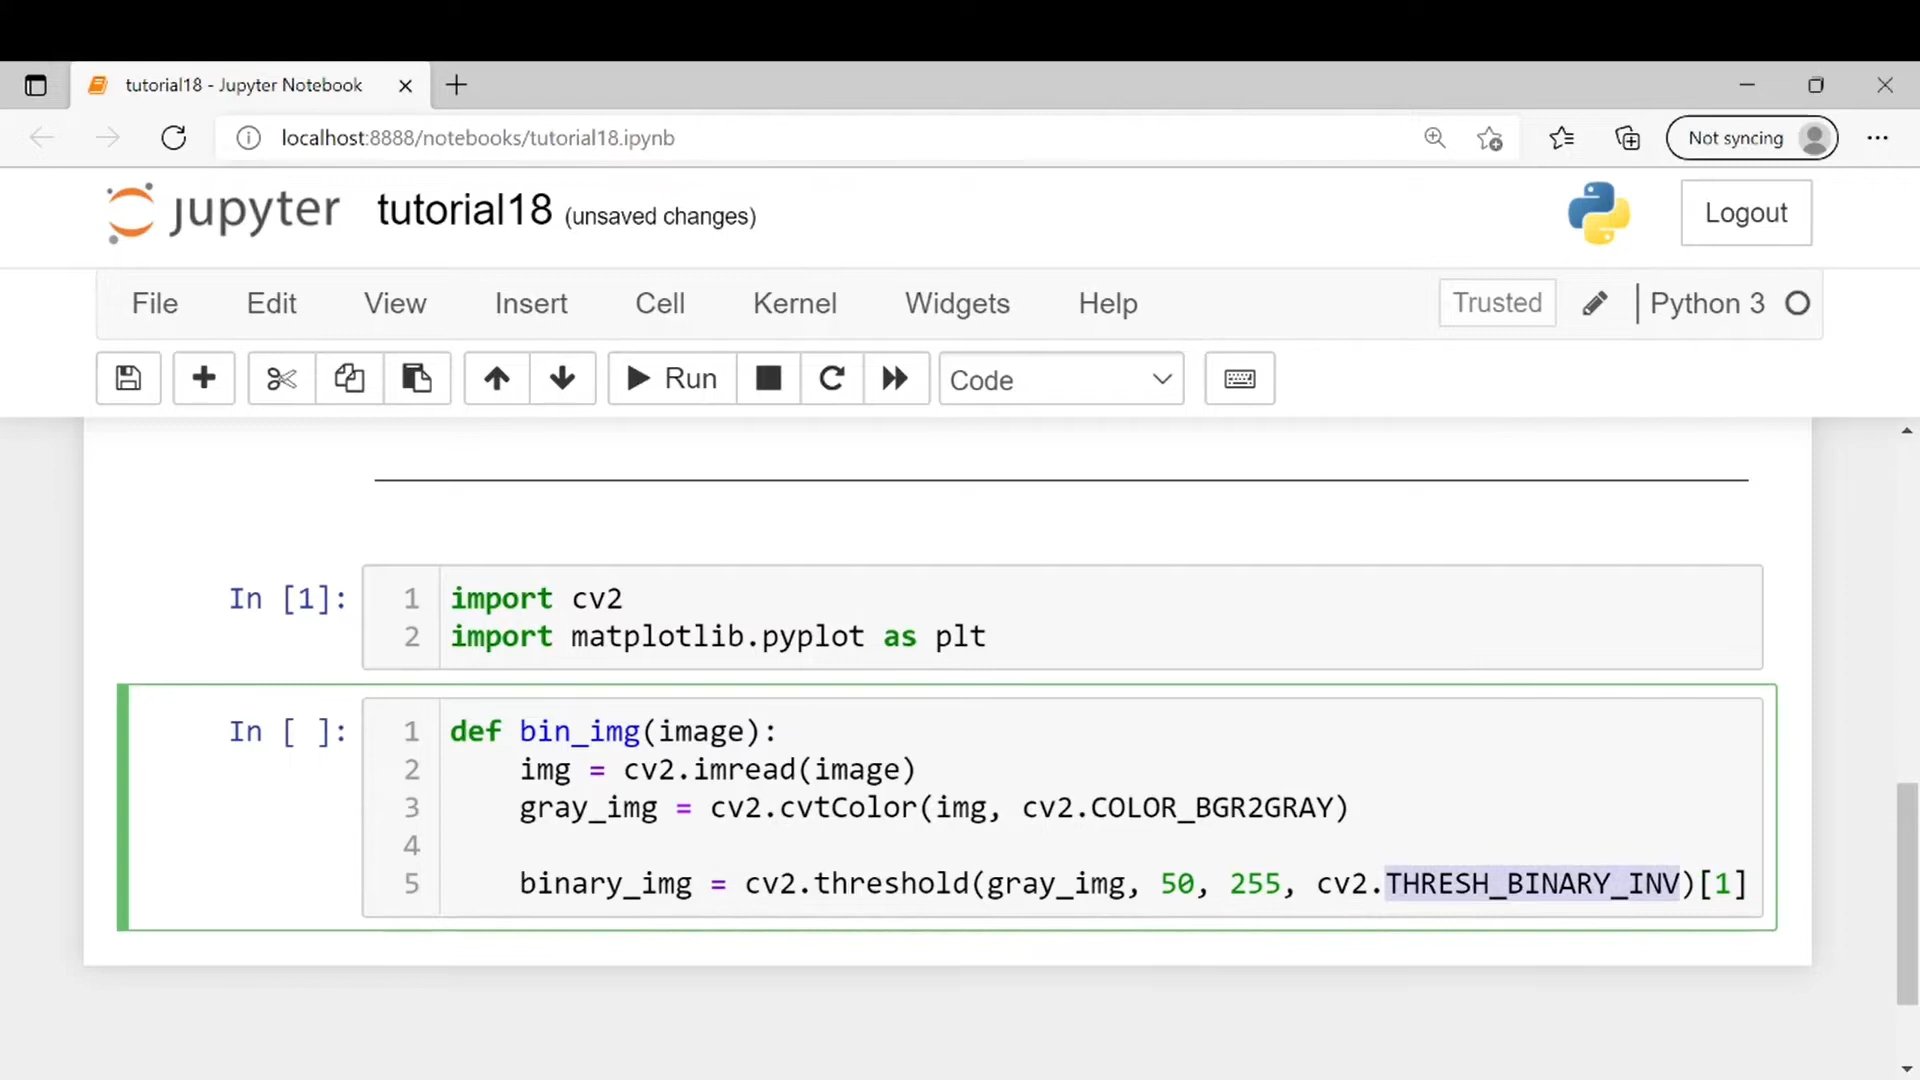 tutorial18 - Jupyter Notebook
localhost:8888/notebooks/tutorial18.ipynb
Not syncing
jupyter tutorial18 (unsaved changes)
Logout
File Edit View Insert Cell Kernel Widgets Help
Trusted
Python 3
Run
Code
In [1]:
1 import cv2
2 import matplotlib.pyplot as plt
In [ ]:
1 def bin_img(image):
2 img = cv2.imread(image)
3 gray_img = cv2.cvtColor(img, cv2.COLOR_BGR2GRAY)
4
5 binary_img = cv2.threshold(gray_img, 50, 255, cv2.THRESH_BINARY_INV)[1]